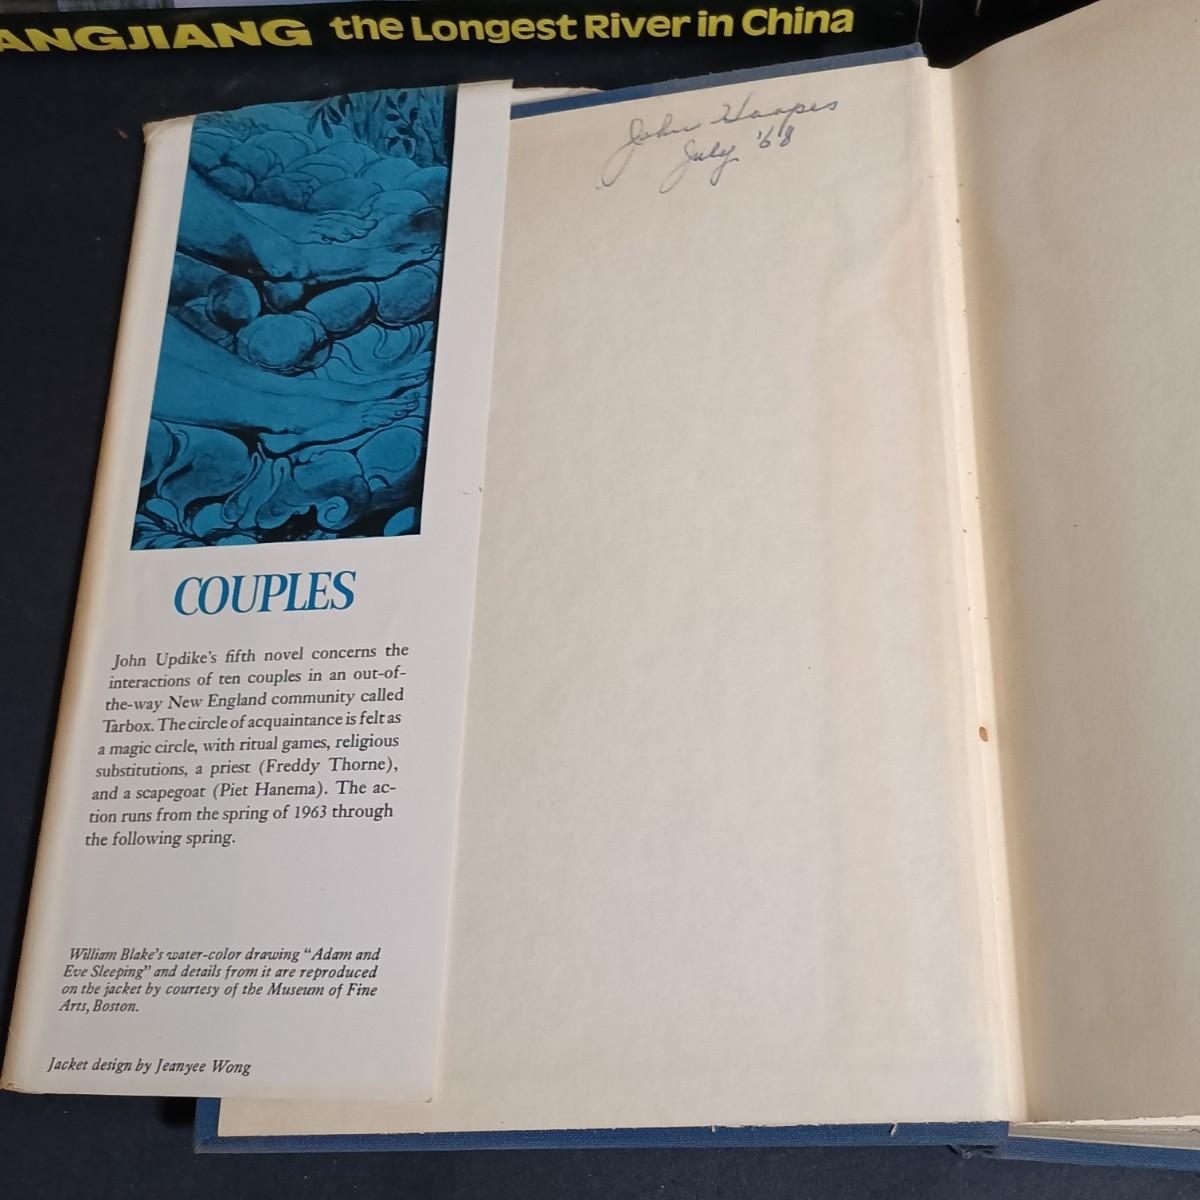 ANGJIANG the Longest River in China
John Hoopes
July '68
COUPLES
John Updike's fifth novel concerns the
interactions of ten couples in an out-of-
the-way New England community called
Tarbox. The circle of acquaintance is felt as
a magic circle, with ritual games, religious
substitutions, a priest (Freddy Thorne),
and a scapegoat (Piet Hanema). The ac-
tion runs from the spring of 1963 through
the following spring.
William Blake's water-color drawing “Adam and
Eve Sleeping” and details from it are reproduced
on the jacket by courtesy of the Museum of Fine
Arts, Boston.
Jacket design by Jeanyee Wong